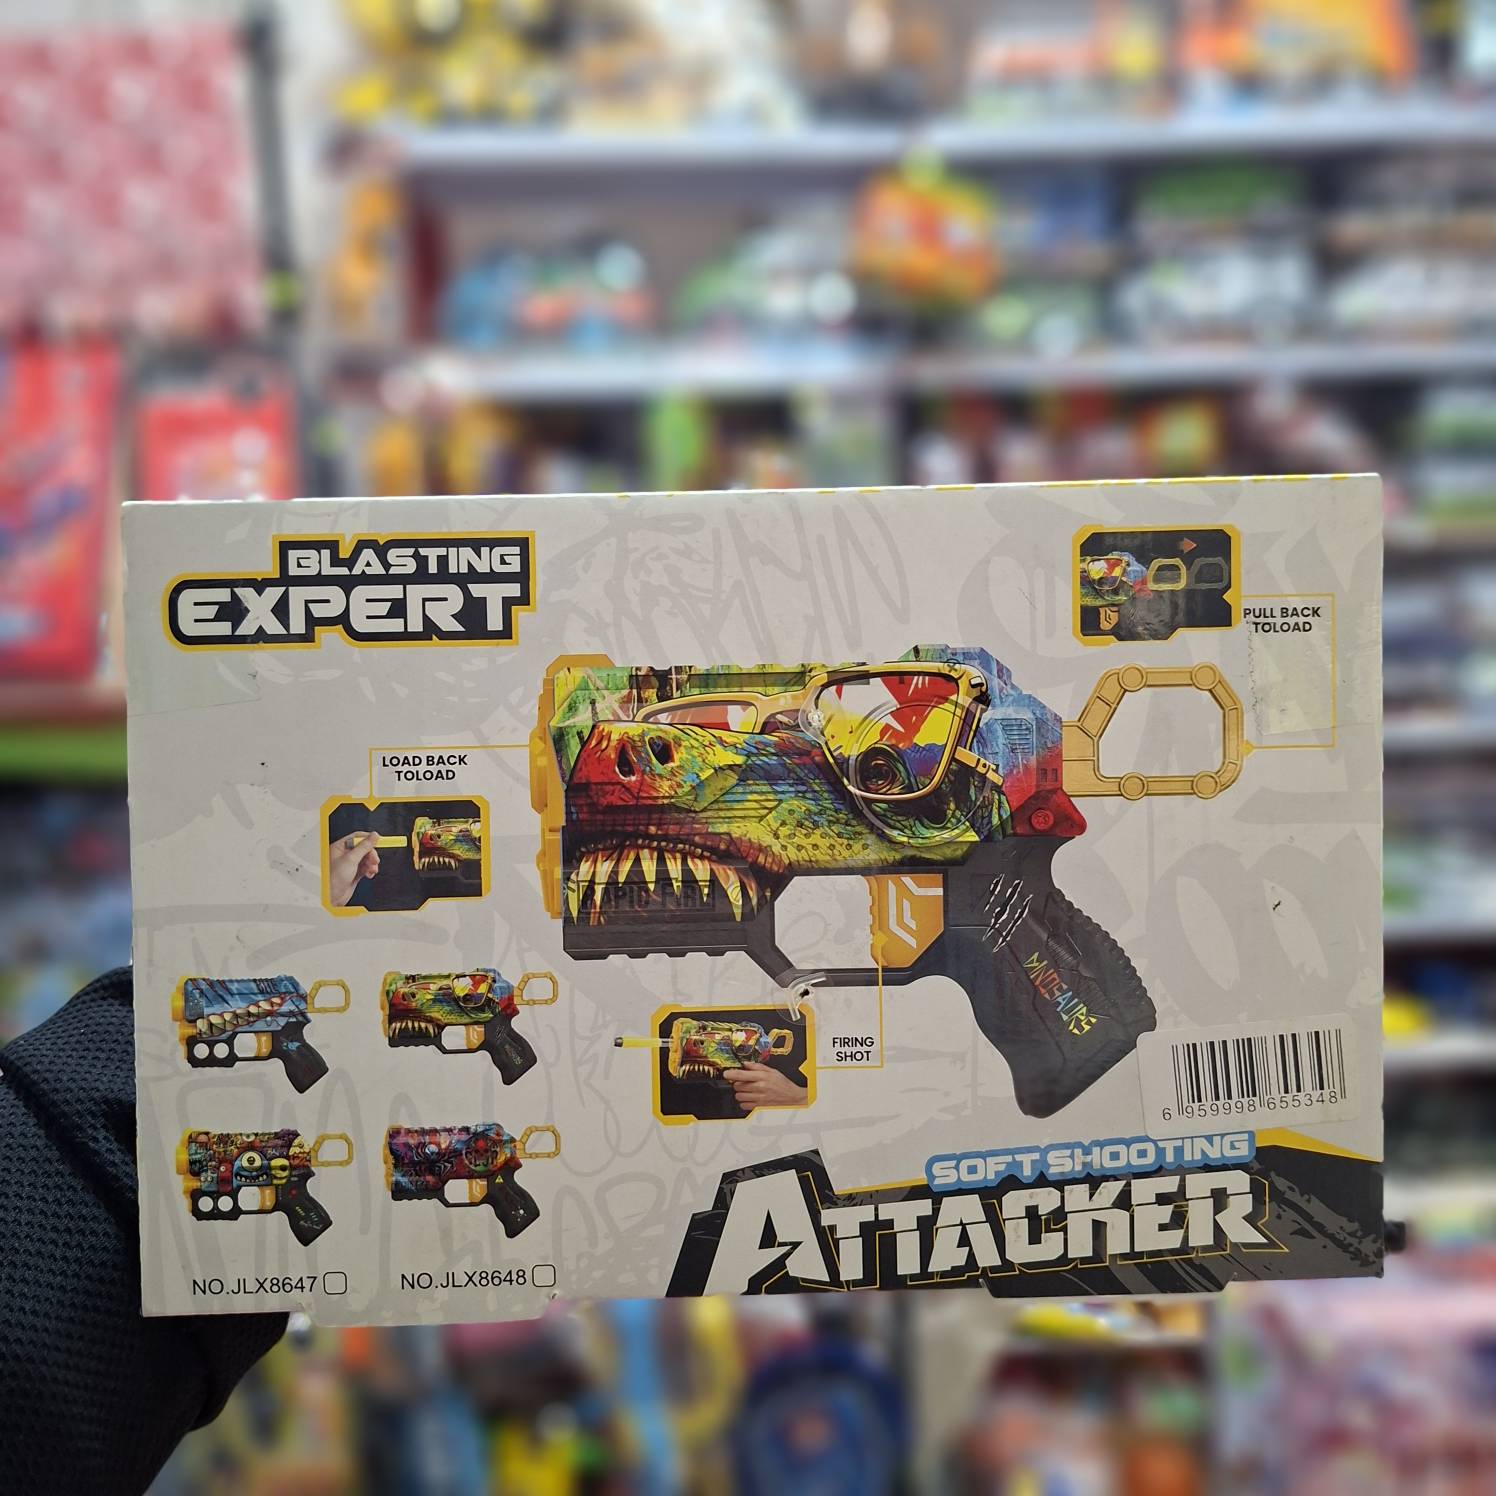 BLASTING
EXPERT
PULL BACK
TOLOAD
LOAD BACK
TOLOAD
RAPID FIRE
DINOSAUR
FIRING
SHOT
6 959998 655348
SOFT SHOOTING
ATTACKER
NO.JLX8647
NO.JLX8648